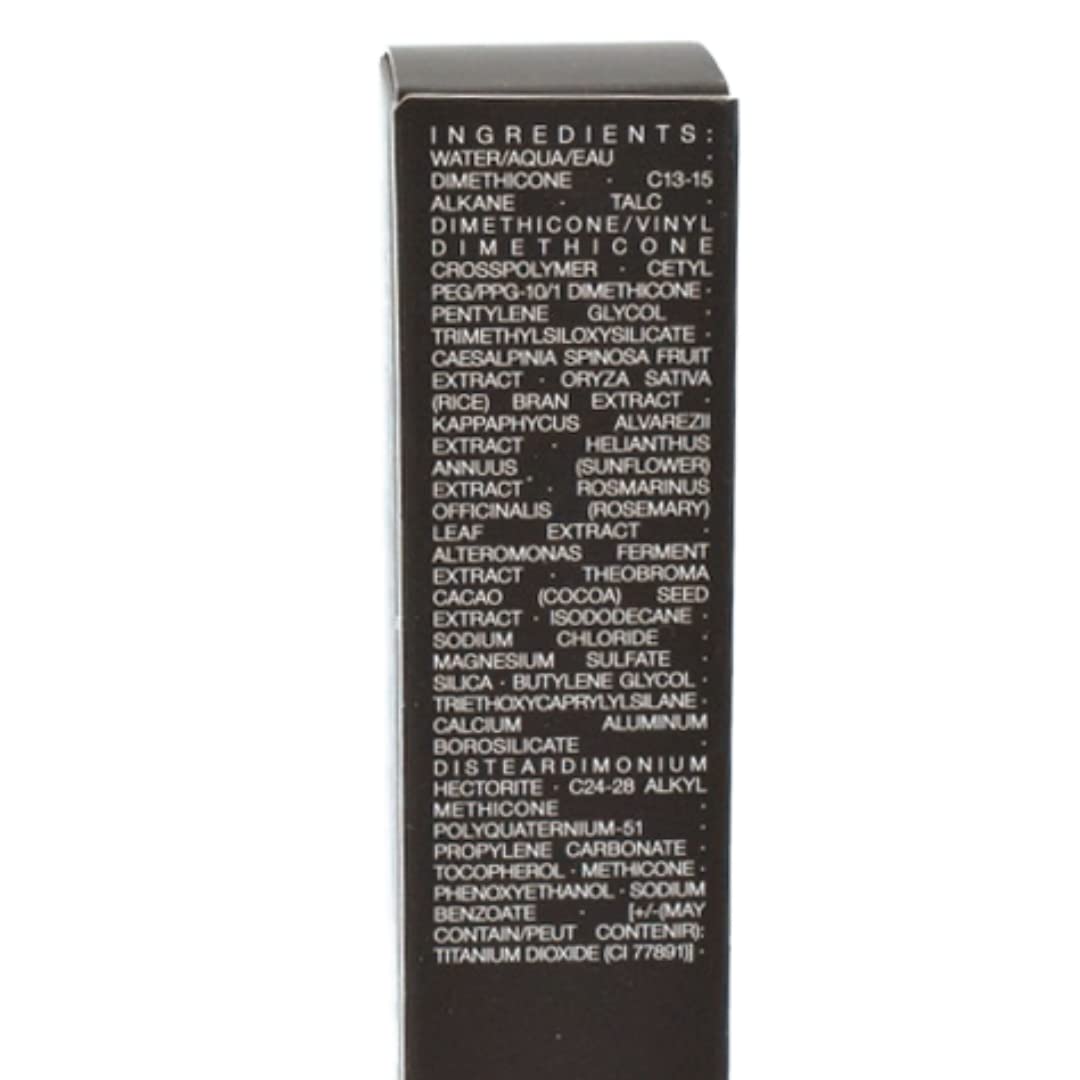 INGREDIENTS:
WATER/AQUA/EAU ·
DIMETHICONE · C13-15
ALKANE · TALC ·
DIMETHICONE/VINYL
DIMETHICONE
CROSSPOLYMER · CETYL
PEG/PPG-10/1 DIMETHICONE ·
PENTYLENE GLYCOL ·
TRIMETHYLSILOXYSILICATE ·
CAESALPINIA SPINOSA FRUIT
EXTRACT · ORYZA SATIVA
(RICE) BRAN EXTRACT ·
KAPPAPHYCUS ALVAREZII
EXTRACT · HELIANTHUS
ANNUUS (SUNFLOWER)
EXTRACT · ROSMARINUS
OFFICINALIS (ROSEMARY)
LEAF EXTRACT ·
ALTEROMONAS FERMENT
EXTRACT · THEOBROMA
CACAO (COCOA) SEED
EXTRACT · ISODODECANE ·
SODIUM CHLORIDE ·
MAGNESIUM SULFATE ·
SILICA · BUTYLENE GLYCOL ·
TRIETHOXYCAPRYLYLSILANE ·
CALCIUM ALUMINUM
BOROSILICATE ·
DISTEARDIMONIUM
HECTORITE · C24-28 ALKYL
METHICONE ·
POLYQUATERNIUM-51 ·
PROPYLENE CARBONATE ·
TOCOPHEROL · METHICONE ·
PHENOXYETHANOL · SODIUM
BENZOATE · [+/-(MAY
CONTAIN/PEUT CONTENIR):
TITANIUM DIOXIDE (CI 77891)] ·